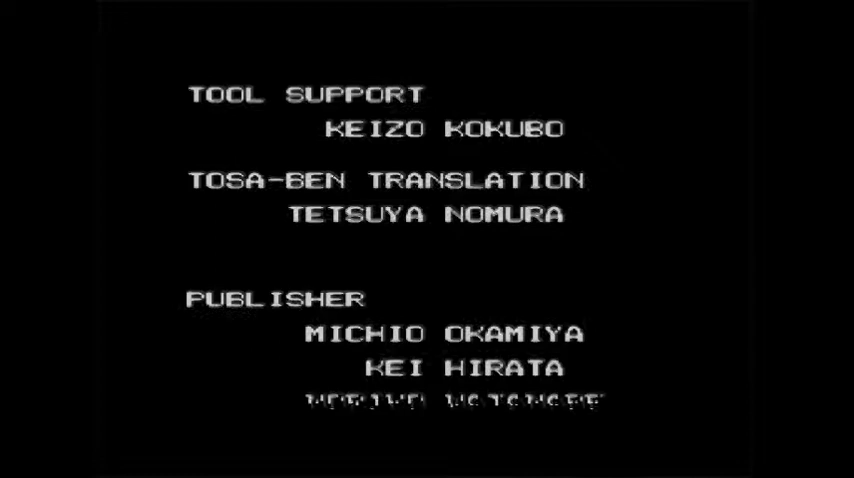 TOOL SUPPORT
KEIZO KOKUBO
TOSA-BEN TRANSLATION
TETSUYA NOMURA
PUBLISHER
MICHIO OKAMIYA
KEI HIRATA